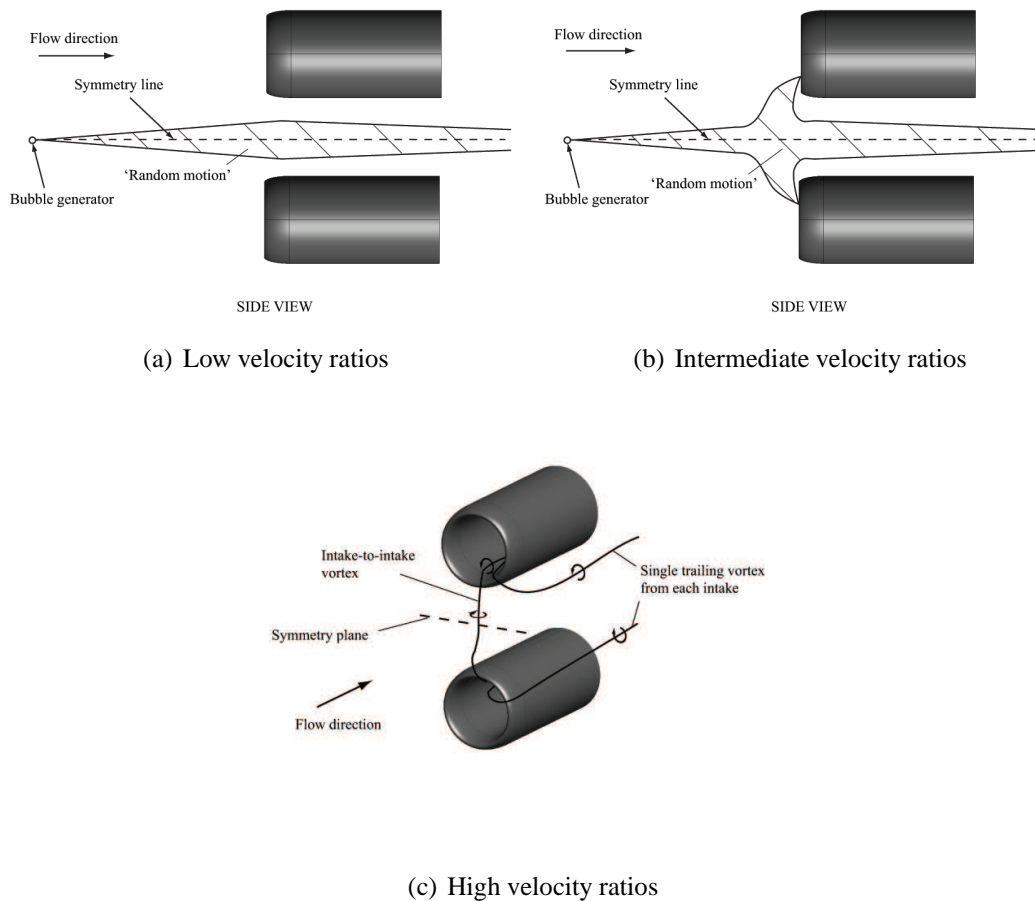 Flow direction
Symmetry line
'Random motion'
Bubble generator
SIDE VIEW
(a) Low velocity ratios
Flow direction
Symmetry line
'Random motion'
Bubble generator
SIDE VIEW
(b) Intermediate velocity ratios
Intake-to-intake
vortex
Single trailing vortex
from each intake
Symmetry plane
Flow direction
(c) High velocity ratios